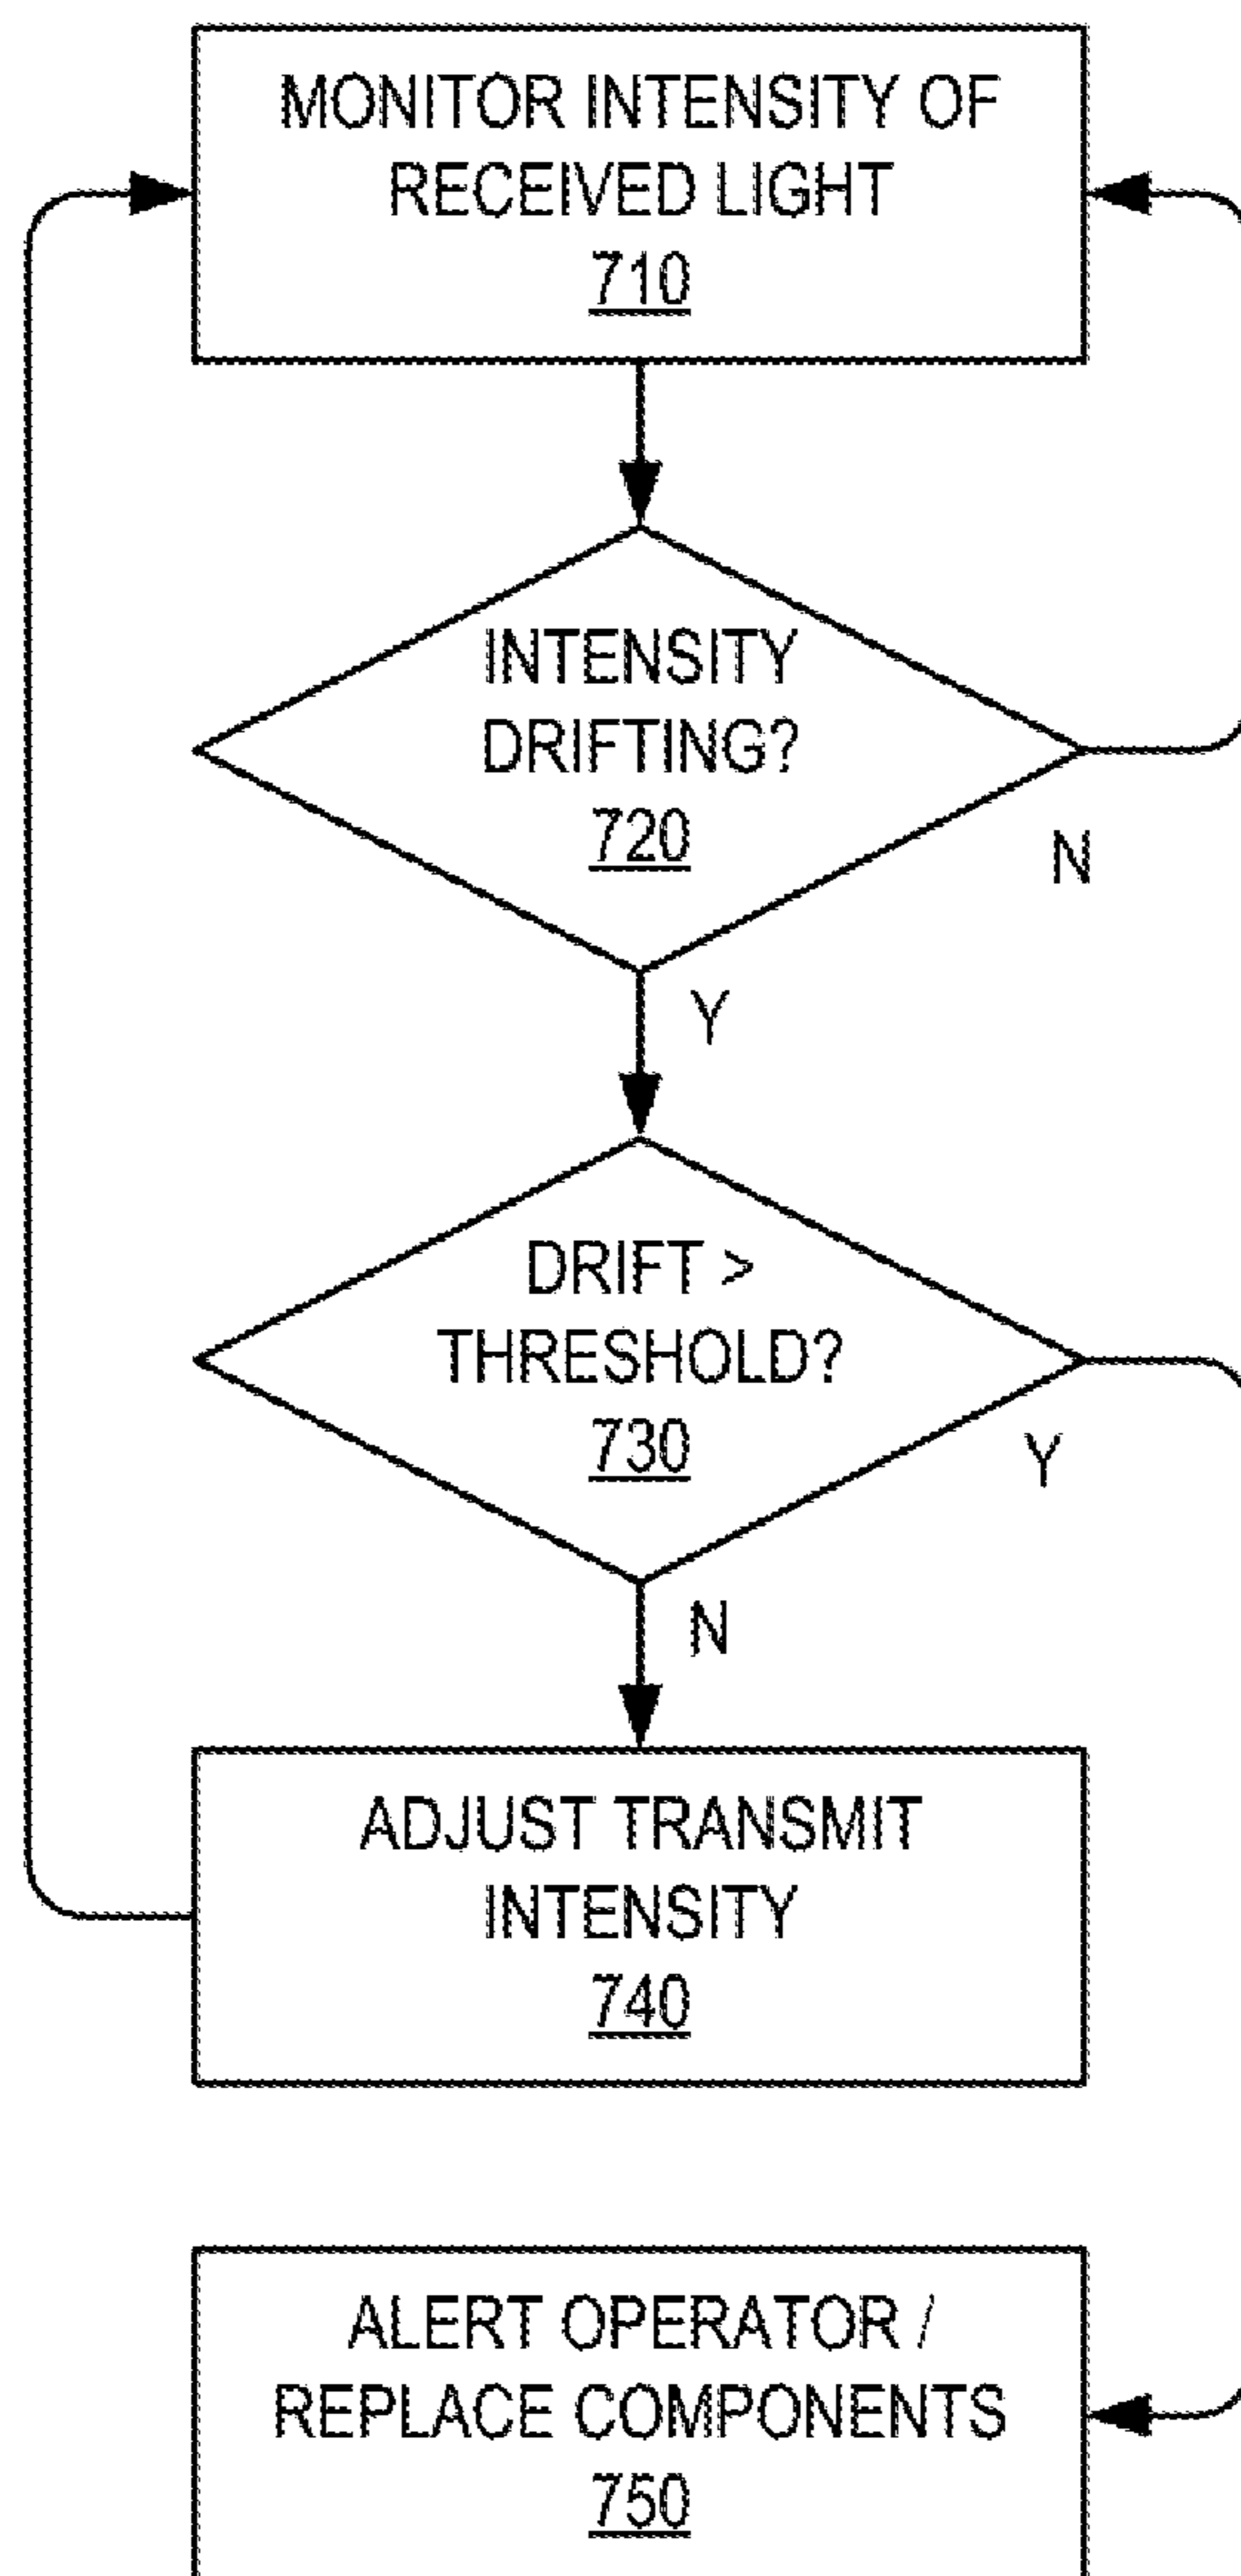 MONITOR INTENSITY OF
RECEIVED LIGHT
710
INTENSITY
DRIFTING?
720
N
Y
DRIFT >
THRESHOLD?
730
Y
N
ADJUST TRANSMIT
INTENSITY
740
ALERT OPERATOR /
REPLACE COMPONENTS
750